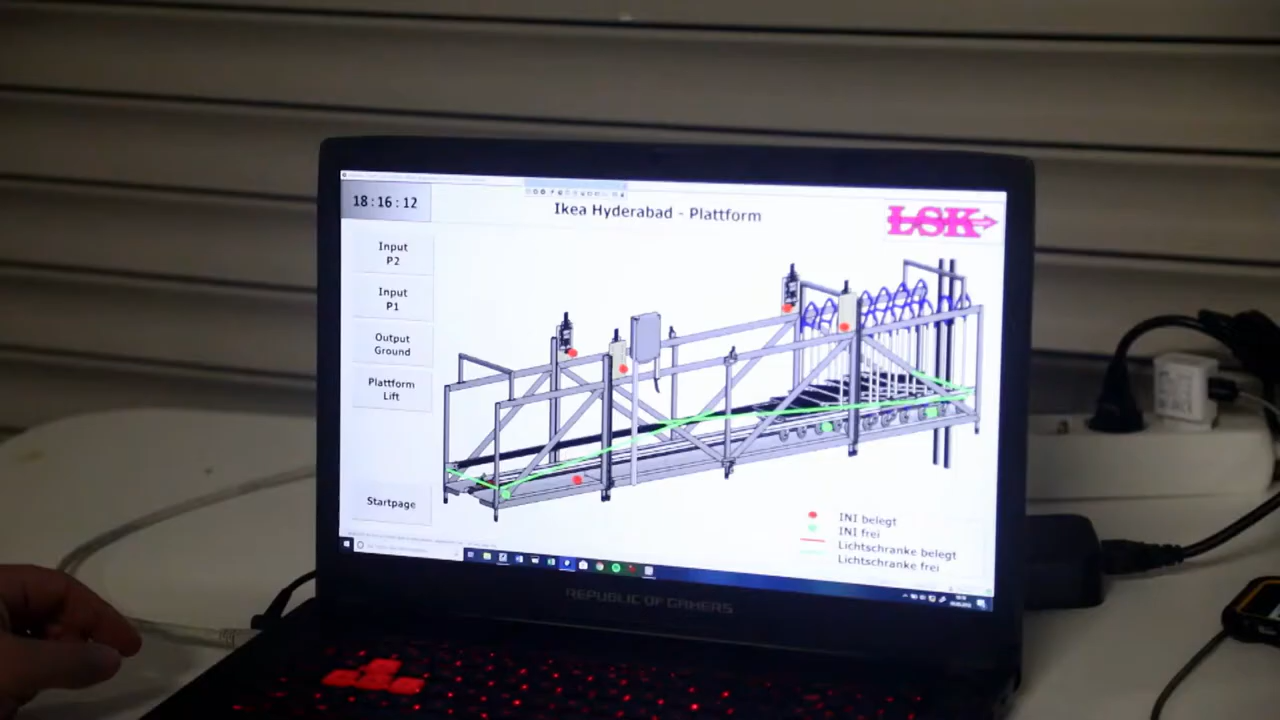 18:16:12
Ikea Hyderabad - Plattform
LSK
Input
P2
Input
P1
Output
Ground
Plattform
Lift
Startpage
INI belegt
INI frei
Lichtschranke belegt
Lichtschranke frei
REPUBLIC OF GAMERS